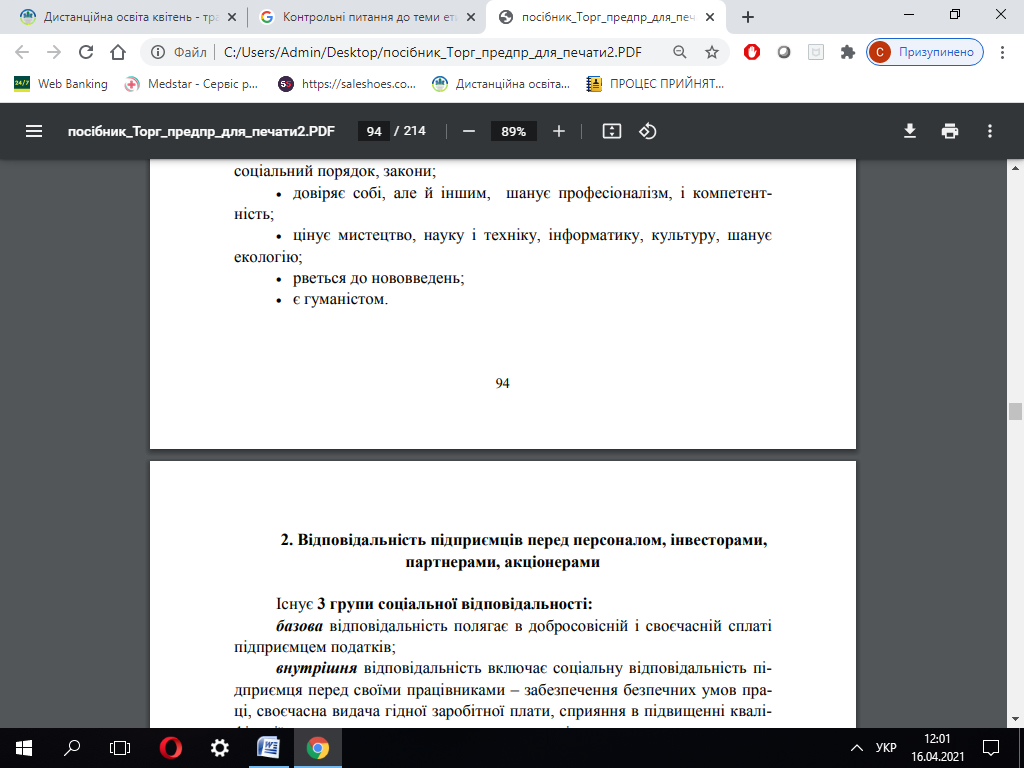 Дистанційна освіта квітень - тра
Контрольні питання до теми ети
посібник_Торг_предпр_для_печ
Файл
C:/Users/Admin/Desktop/посібник_Торг_предпр_для_печати2.PDF
С Призупинено
24/7 Web Banking
Medstar - Сервіс р...
SS https://saleshoes.co...
Дистанційна освіта...
ПРОЦЕС ПРИЙНЯТ...
посібник_Торг_предпр_для_печати2.PDF
94 / 214
89%
соціальний порядок, закони;
• довіряє собі, але й іншим, шанує професіоналізм, і компетент-
ність;
• цінує мистецтво, науку і техніку, інформатику, культуру, шанує
екологію;
• рветься до нововведень;
• є гуманістом.
94
2. Відповідальність підприємців перед персоналом, інвесторами,
партнерами, акціонерами
Існує 3 групи соціальної відповідальності:
базова відповідальність полягає в добросовісній і своєчасній сплаті
підприємцем податків;
внутрішня відповідальність включає соціальну відповідальність пі-
дприємця перед своїми працівниками – забезпечення безпечних умов пра-
ці, своєчасна видача гідної заробітної плати, сприяння в підвищенні квалі-
УКР
12:01
16.04.2021